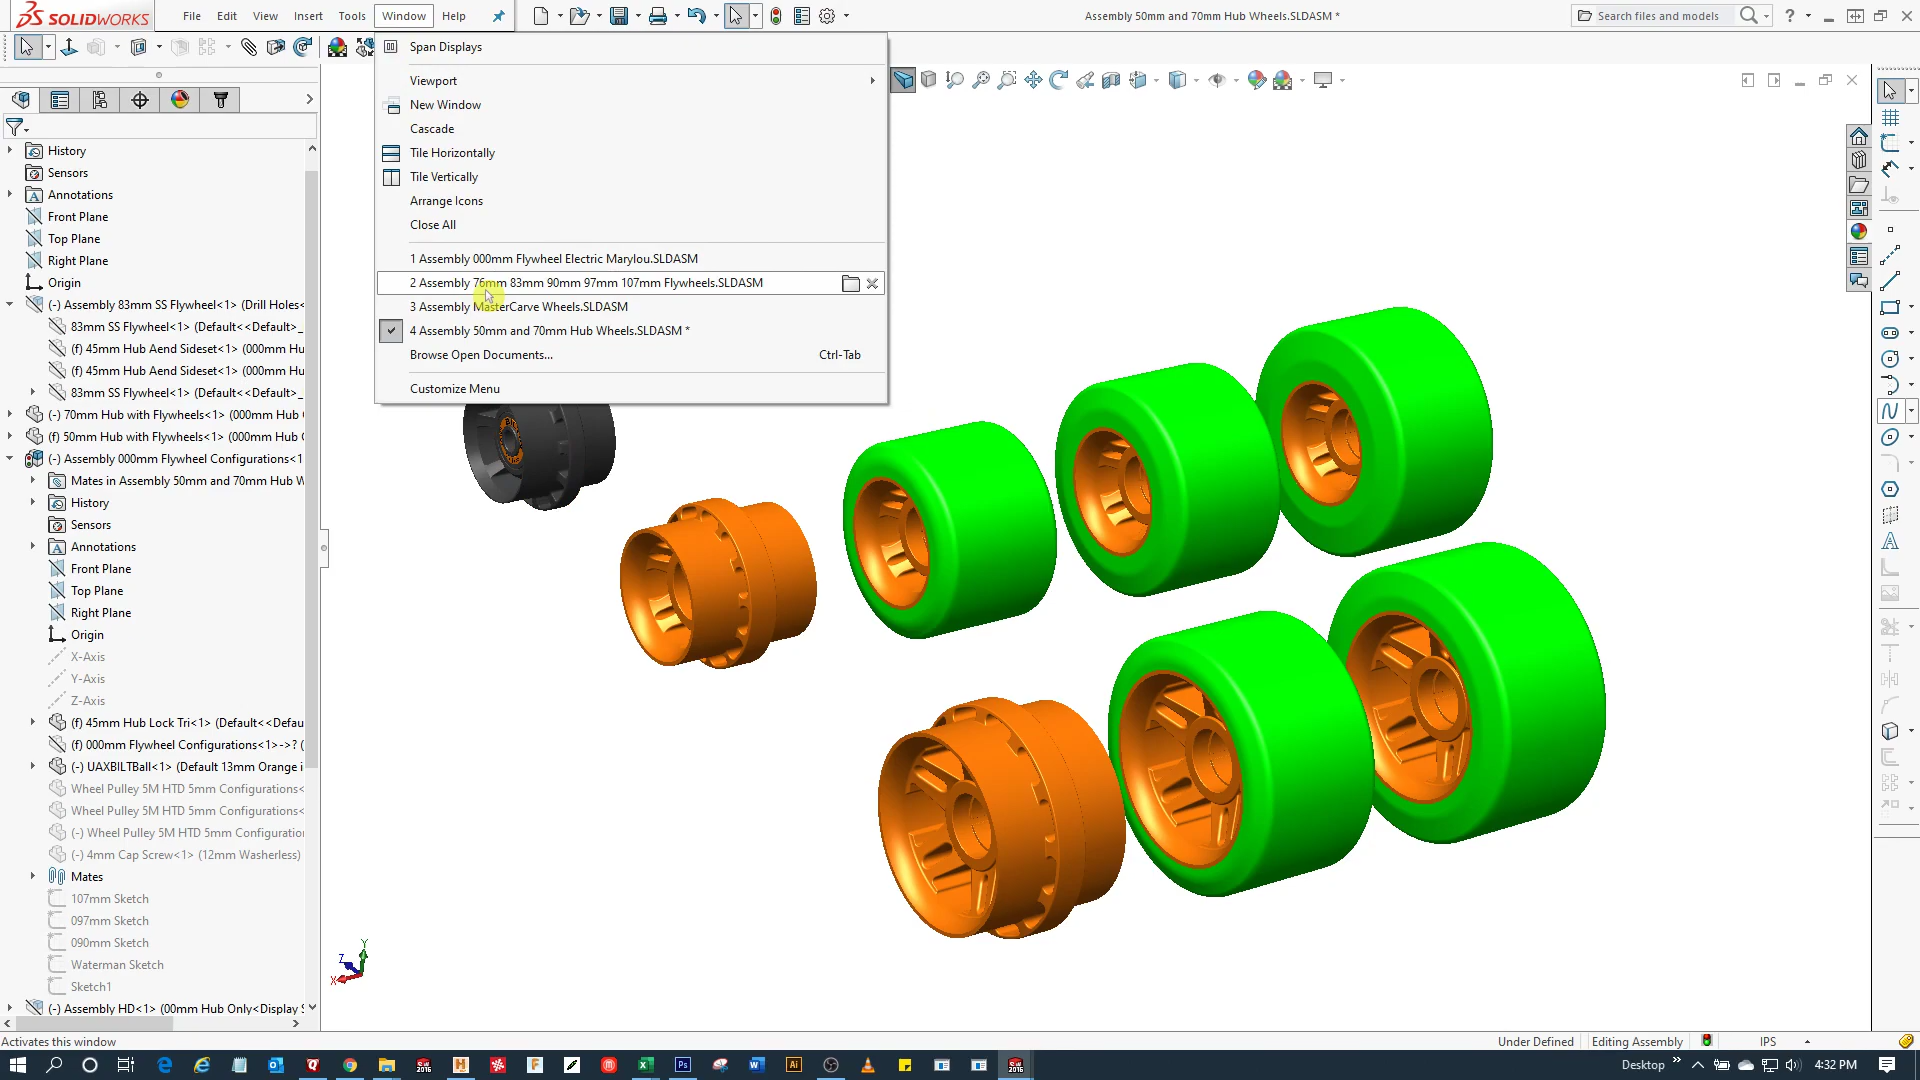 SOLIDWORKS
File Edit View Insert Tools Window Help
Assembly 50mm and 70mm Hub Wheels.SLDASM *
Search files and models
Span Displays
Viewport
New Window
Cascade
Tile Horizontally
Tile Vertically
Arrange Icons
Close All
1 Assembly 000mm Flywheel Electric Marylou.SLDASM
2 Assembly 76mm 83mm 90mm 97mm 107mm Flywheels.SLDASM
3 Assembly MasterCarve Wheels.SLDASM
4 Assembly 50mm and 70mm Hub Wheels.SLDASM *
Browse Open Documents... Ctrl-Tab
Customize Menu
History
Sensors
Annotations
Front Plane
Top Plane
Right Plane
Origin
(-) Assembly 83mm SS Flywheel<1> (Drill Holes<
83mm SS Flywheel<1> (Default<<Default>_
(f) 45mm Hub Aend Sideset<1> (000mm Hu
(f) 45mm Hub Aend Sideset<1> (000mm Hu
83mm SS Flywheel<1> (Default<<Default>_
(-) 70mm Hub with Flywheels<1> (000mm Hub
(f) 50mm Hub with Flywheels<1> (000mm Hub (
(-) Assembly 000mm Flywheel Configurations<1
Mates in Assembly 50mm and 70mm Hub W
History
Sensors
Annotations
Front Plane
Top Plane
Right Plane
Origin
X-Axis
Y-Axis
Z-Axis
(f) 45mm Hub Lock Tri<1> (Default<<Defau
(f) 000mm Flywheel Configurations<1>->? (
(-) UAXBILTBall<1> (Default 13mm Orange i
Wheel Pulley 5M HTD 5mm Configurations<
Wheel Pulley 5M HTD 5mm Configurations<
(-) Wheel Pulley 5M HTD 5mm Configuration
(-) 4mm Cap Screw<1> (12mm Washerless)
Mates
107mm Sketch
097mm Sketch
090mm Sketch
Waterman Sketch
Sketch1
(-) Assembly HD<1> (00mm Hub Only<Display S
Y
Z
X
Activates this window
Under Defined
Editing Assembly
IPS
Desktop
4:32 PM